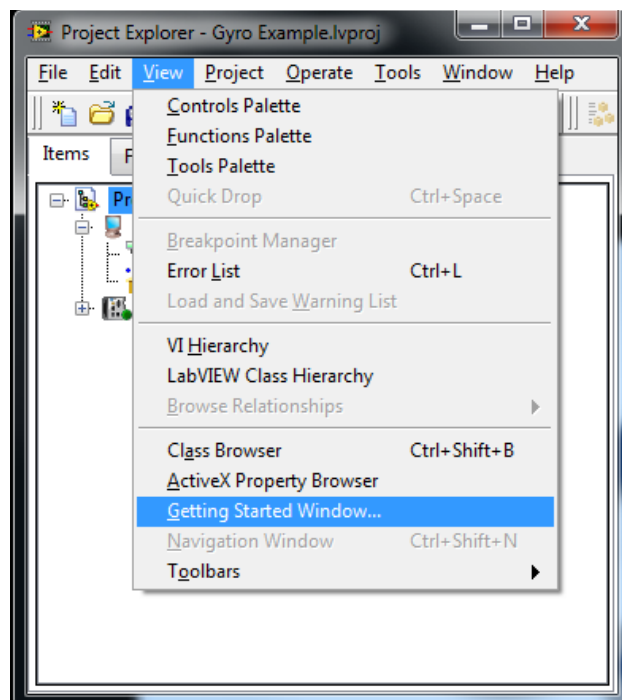 Project Explorer - Gyro Example.lvproj
File Edit View Project Operate Tools Window Help
Controls Palette
Functions Palette
Items
Tools Palette
Quick Drop Ctrl+Space
Breakpoint Manager
Error List Ctrl+L
Load and Save Warning List
VI Hierarchy
LabVIEW Class Hierarchy
Browse Relationships
Class Browser Ctrl+Shift+B
ActiveX Property Browser
Getting Started Window...
Navigation Window Ctrl+Shift+N
Toolbars